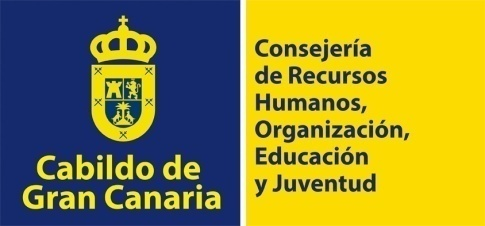 Cabildo de
Gran Canaria
Consejería
de Recursos
Humanos,
Organización,
Educación
y Juventud